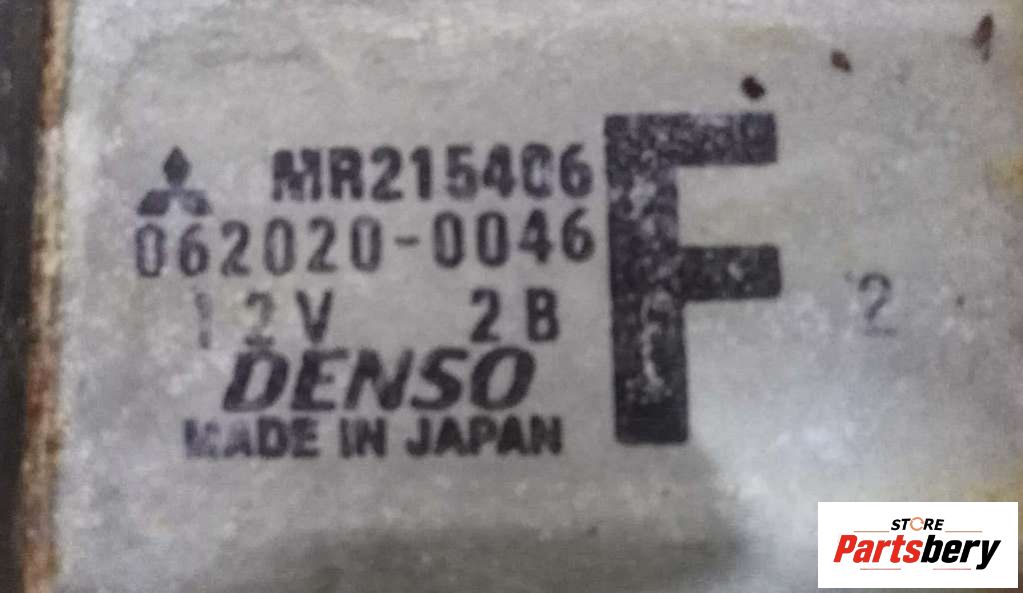 MR215406
062020-0046
12V 2B
DENSO
MADE IN JAPAN
F
2
STORE
Partsbery